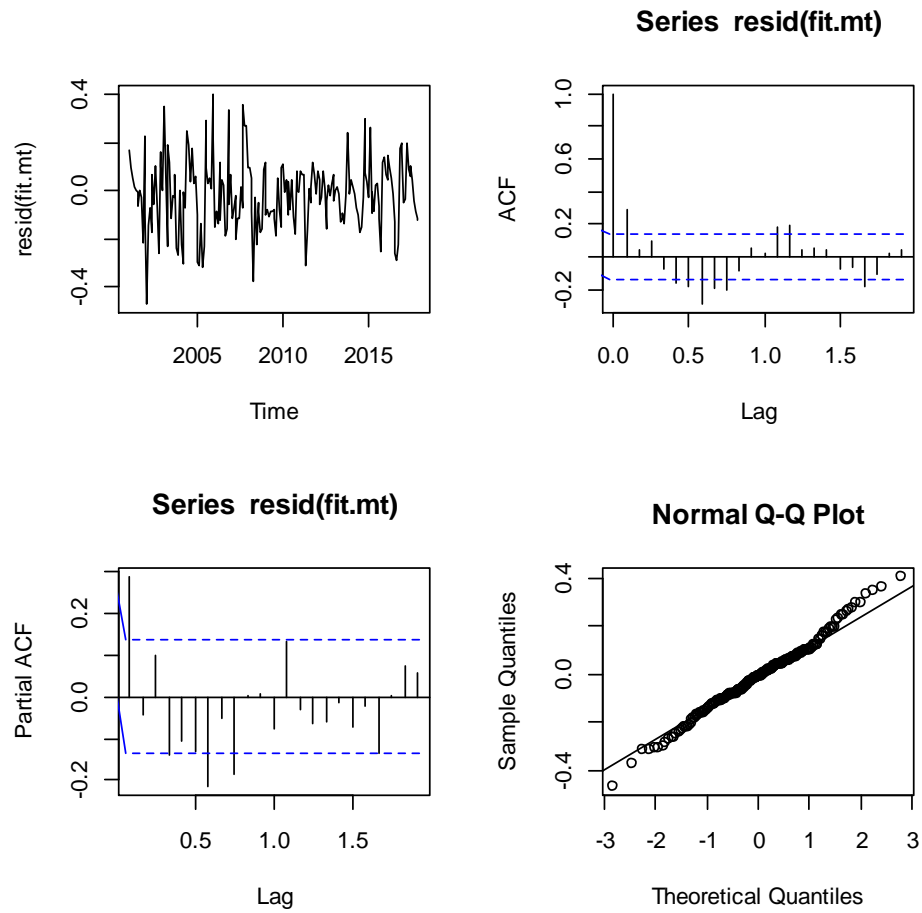 resid(fit.mt)
-0.4
0.0
0.4
2005 2010 2015
Time
Series resid(fit.mt)
ACF
-0.2
0.2
0.6
1.0
0.0 0.5 1.0 1.5
Lag
Series resid(fit.mt)
Partial ACF
-0.2
0.0
0.2
0.5 1.0 1.5
Lag
Normal Q-Q Plot
Sample Quantiles
-0.4
0.0
0.4
-3 -2 -1 0 1 2 3
Theoretical Quantiles